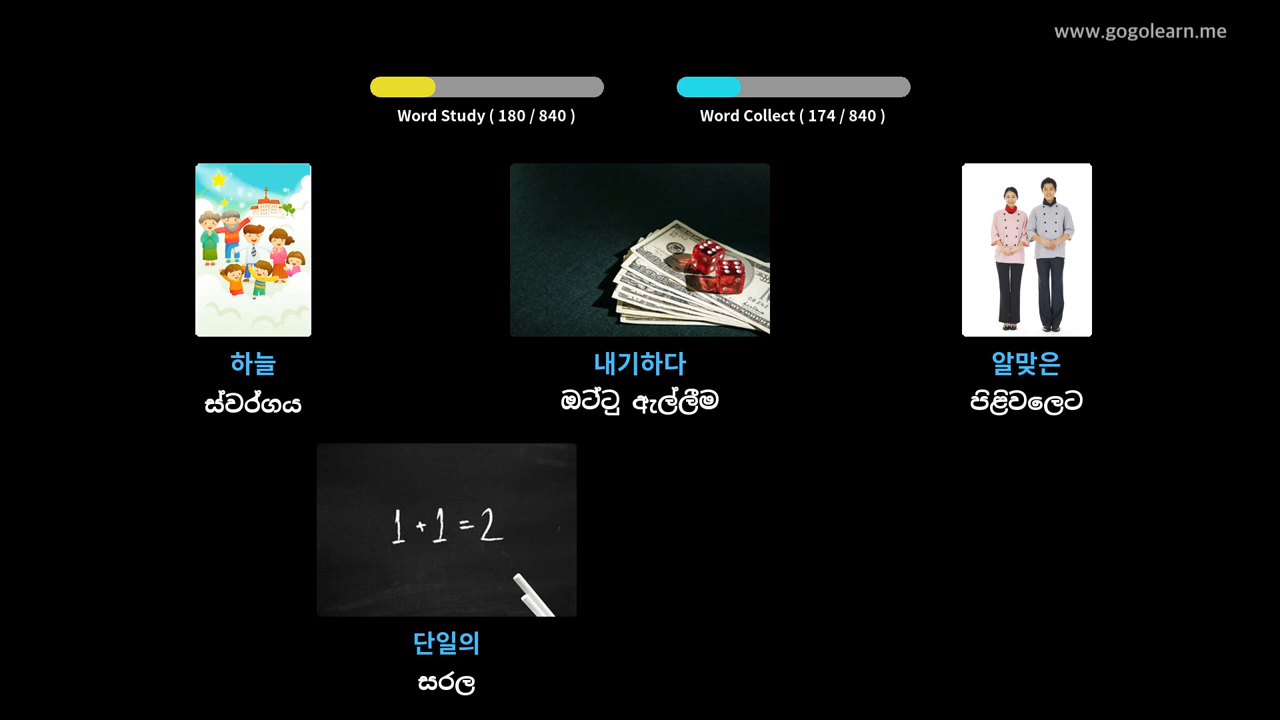 www.gogolearn.me
Word Study ( 180 / 840 )
Word Collect ( 174 / 840 )
하늘
ස්වර්ගය
내기하다
ඔට්ටු ඇල්ලීම
알맞은
පිළිවලෙට
1 + 1 = 2
단일의
සරල